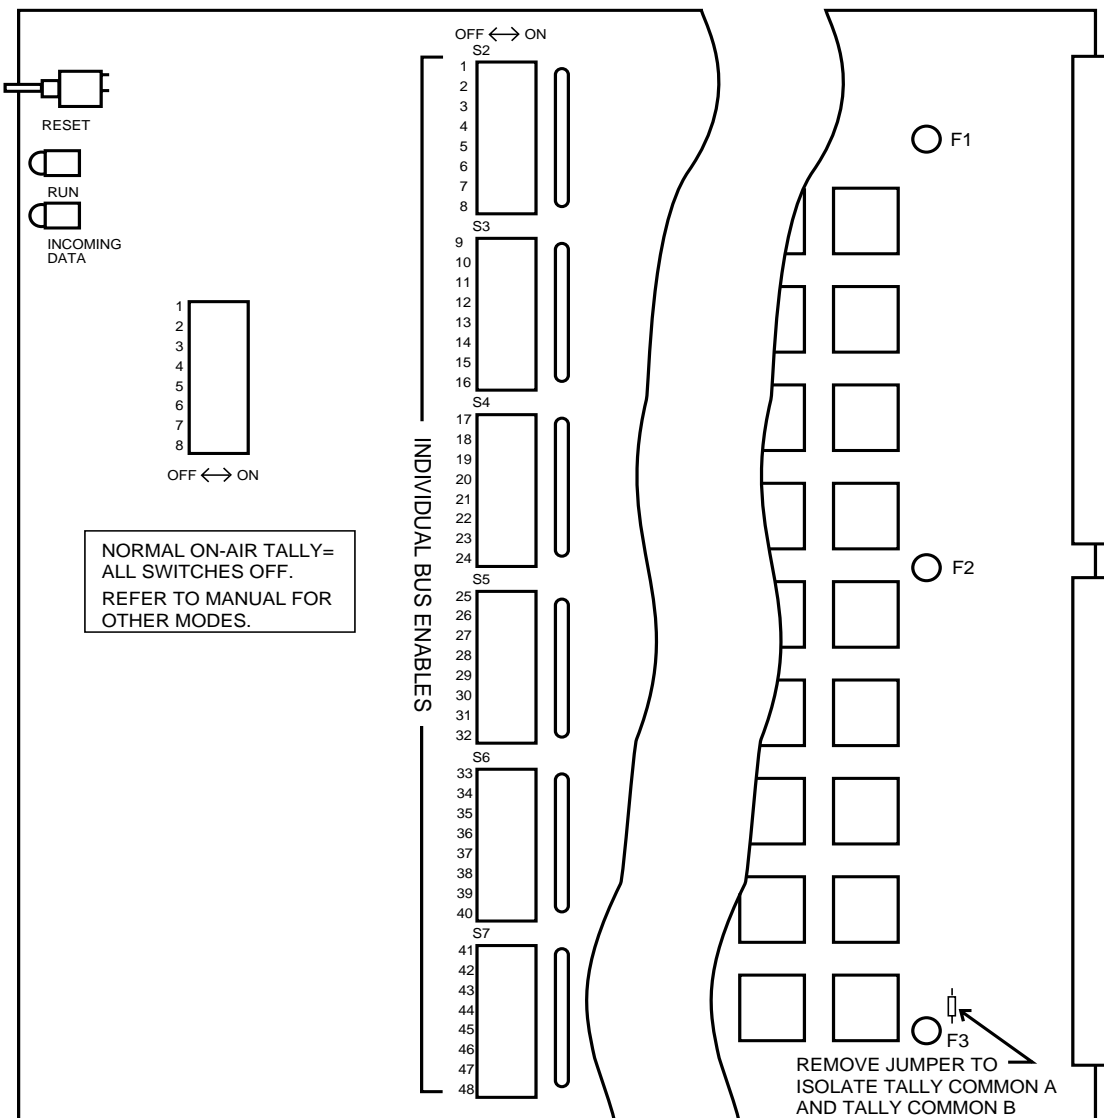 RESET
RUN
INCOMING
DATA
1
2
3
4
5
6
7
8
OFF ↔ ON
NORMAL ON-AIR TALLY=
ALL SWITCHES OFF.
REFER TO MANUAL FOR
OTHER MODES.
INDIVIDUAL BUS ENABLES
OFF ↔ ON
S2
1
2
3
4
5
6
7
8
S3
9
10
11
12
13
14
15
16
S4
17
18
19
20
21
22
23
24
S5
25
26
27
28
29
30
31
32
S6
33
34
35
36
37
38
39
40
S7
41
42
43
44
45
46
47
48
F1
F2
F3
REMOVE JUMPER TO
ISOLATE TALLY COMMON A
AND TALLY COMMON B